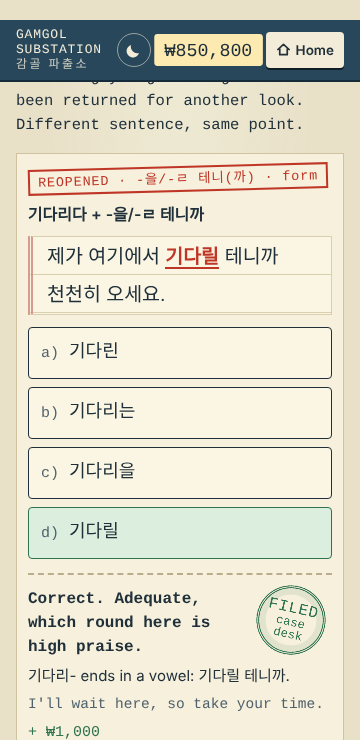 GAMGOL
SUBSTATION
감골 파출소
₩850,800
Home
been returned for another look.
Different sentence, same point.
REOPENED · -을/-ㄹ 테니(까) · form
기다리다 + -을/-ㄹ 테니까
제가 여기에서 기다릴 테니까
천천히 오세요.
a) 기다린
b) 기다리는
c) 기다리을
d) 기다릴
Correct. Adequate,
which round here is
high praise.
FILED
case
desk
기다리- ends in a vowel: 기다릴 테니까.
I'll wait here, so take your time.
+ ₩1,000